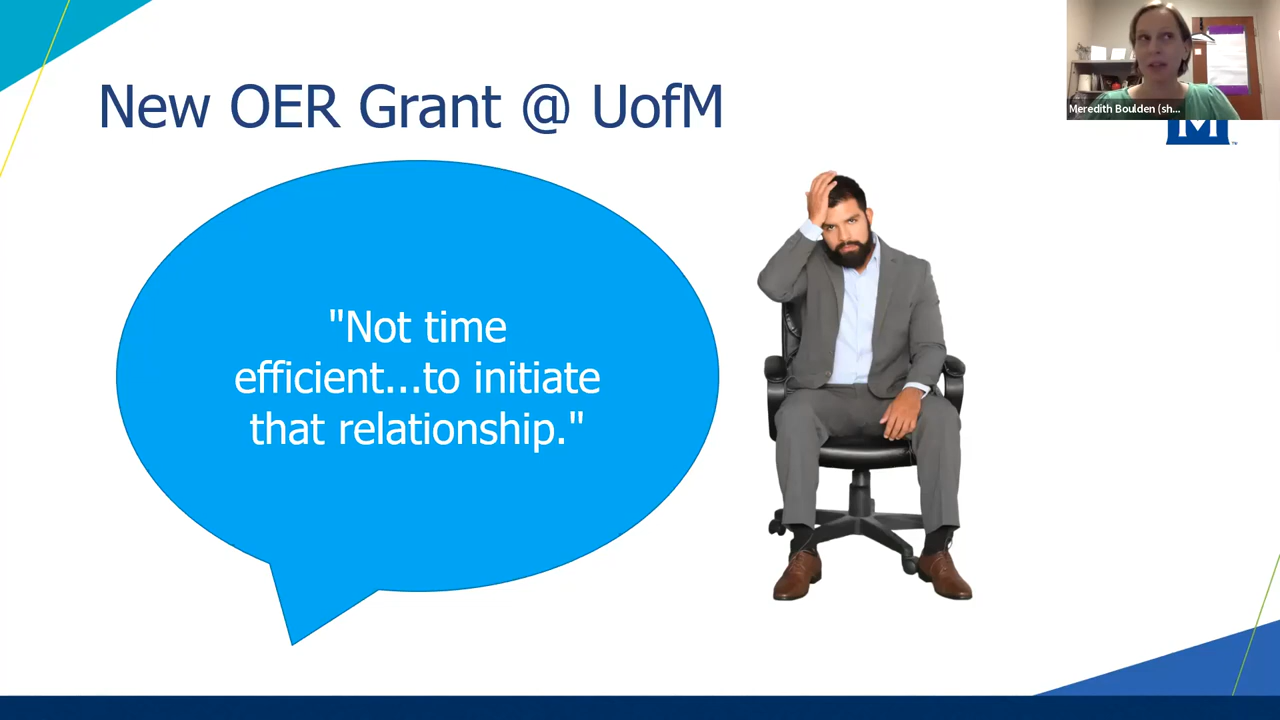 New OER Grant @ UofM
Meredith Boulden (sh...
M
"Not time
efficient...to initiate
that relationship."